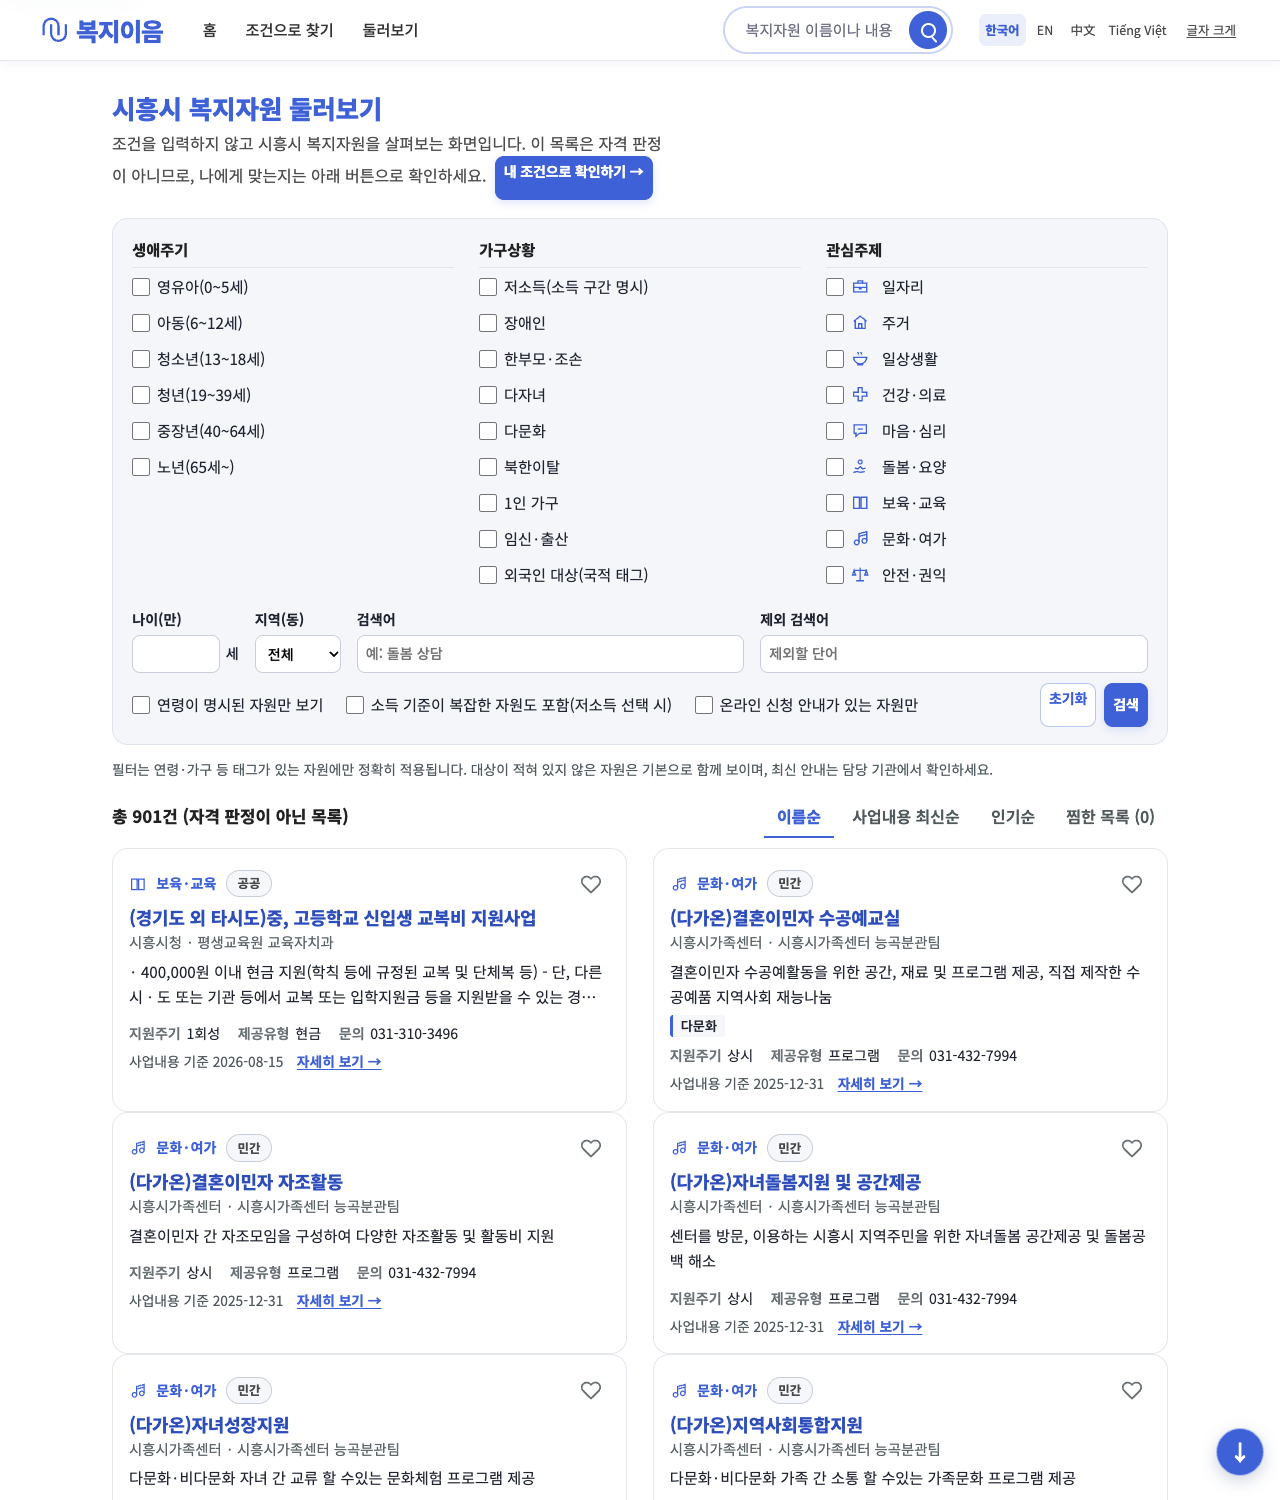 복지이음
홈 조건으로 찾기 둘러보기
복지자원 이름이나 내용
한국어 EN 中文 Tiếng Việt 글자 크게
시흥시 복지자원 둘러보기
조건을 입력하지 않고 시흥시 복지자원을 살펴보는 화면입니다. 이 목록은 자격 판정
이 아니므로, 나에게 맞는지는 아래 버튼으로 확인하세요. 내 조건으로 확인하기 →
생애주기
영유아(0~5세)
아동(6~12세)
청소년(13~18세)
청년(19~39세)
중장년(40~64세)
노년(65세~)
가구상황
저소득(소득 구간 명시)
장애인
한부모·조손
다자녀
다문화
북한이탈
1인 가구
임신·출산
외국인 대상(국적 태그)
관심주제
일자리
주거
일상생활
건강·의료
마음·심리
돌봄·요양
보육·교육
문화·여가
안전·권익
나이(만) 지역(동) 검색어 제외 검색어
세 전체 예: 돌봄 상담 제외할 단어
연령이 명시된 자원만 보기 소득 기준이 복잡한 자원도 포함(저소득 선택 시) 온라인 신청 안내가 있는 자원만 초기화 검색
필터는 연령·가구 등 태그가 있는 자원에만 정확히 적용됩니다. 대상이 적혀 있지 않은 자원은 기본으로 함께 보이며, 최신 안내는 담당 기관에서 확인하세요.
총 901건 (자격 판정이 아닌 목록) 이름순 사업내용 최신순 인기순 찜한 목록 (0)
보육·교육 공공
(경기도 외 타시도)중, 고등학교 신입생 교복비 지원사업
시흥시청 · 평생교육원 교육자치과
· 400,000원 이내 현금 지원(학칙 등에 규정된 교복 및 단체복 등) - 단, 다른
시 · 도 또는 기관 등에서 교복 또는 입학지원금 등을 지원받을 수 있는 경…
지원주기 1회성 제공유형 현금 문의 031-310-3496
사업내용 기준 2026-08-15 자세히 보기 →
문화·여가 민간
(다가온)결혼이민자 수공예교실
시흥시가족센터 · 시흥시가족센터 능곡분관팀
결혼이민자 수공예활동을 위한 공간, 재료 및 프로그램 제공, 직접 제작한 수
공예품 지역사회 재능나눔
다문화
지원주기 상시 제공유형 프로그램 문의 031-432-7994
사업내용 기준 2025-12-31 자세히 보기 →
문화·여가 민간
(다가온)결혼이민자 자조활동
시흥시가족센터 · 시흥시가족센터 능곡분관팀
결혼이민자 간 자조모임을 구성하여 다양한 자조활동 및 활동비 지원
지원주기 상시 제공유형 프로그램 문의 031-432-7994
사업내용 기준 2025-12-31 자세히 보기 →
문화·여가 민간
(다가온)자녀돌봄지원 및 공간제공
시흥시가족센터 · 시흥시가족센터 능곡분관팀
센터를 방문, 이용하는 시흥시 지역주민을 위한 자녀돌봄 공간제공 및 돌봄공
백 해소
지원주기 상시 제공유형 프로그램 문의 031-432-7994
사업내용 기준 2025-12-31 자세히 보기 →
문화·여가 민간
(다가온)자녀성장지원
시흥시가족센터 · 시흥시가족센터 능곡분관팀
다문화·비다문화 자녀 간 교류 할 수있는 문화체험 프로그램 제공
문화·여가 민간
(다가온)지역사회통합지원
시흥시가족센터 · 시흥시가족센터 능곡분관팀
다문화·비다문화 가족 간 소통 할 수있는 가족문화 프로그램 제공